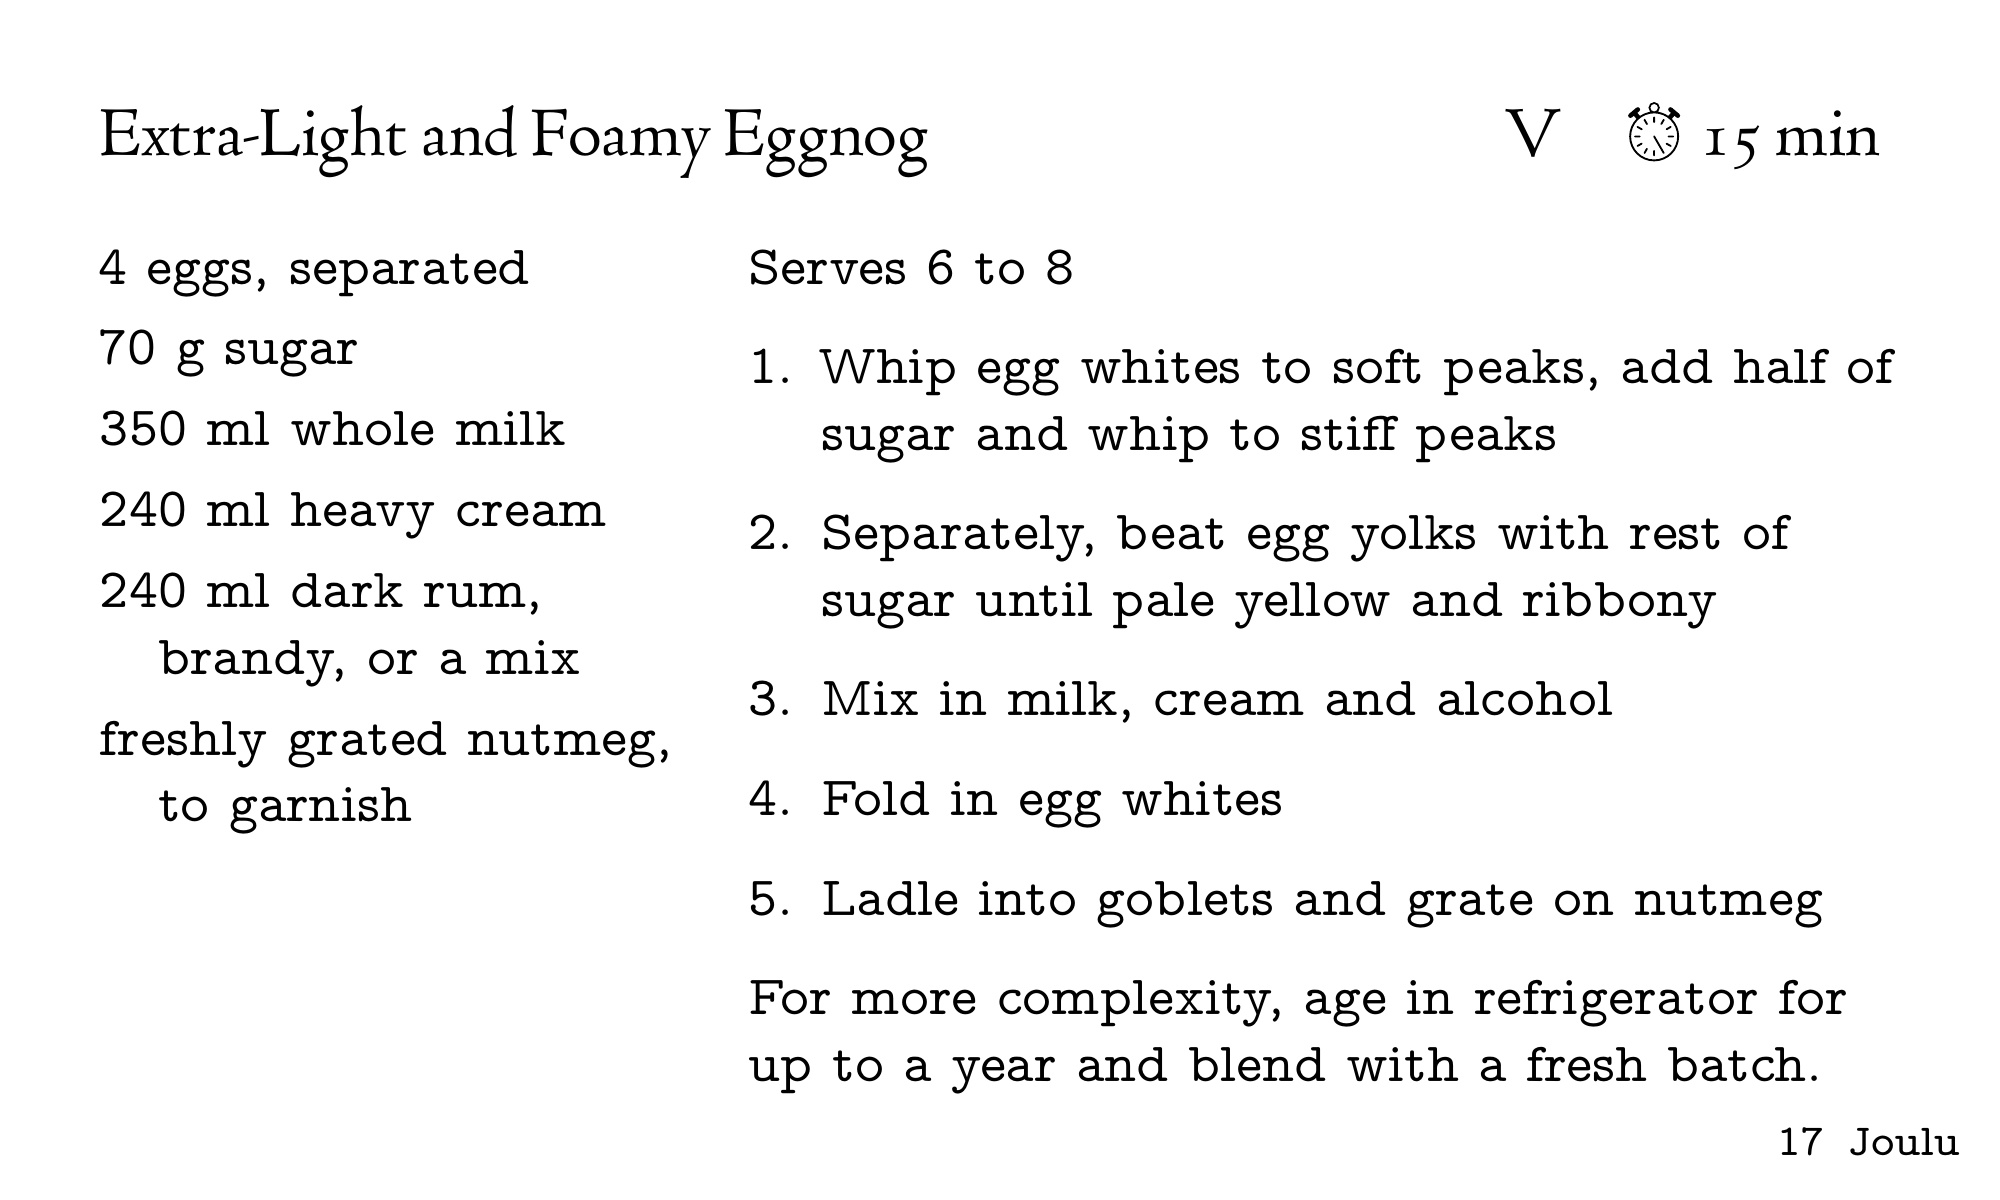 Extra-Light and Foamy Eggnog
V 15 min
4 eggs, separated
70 g sugar
350 ml whole milk
240 ml heavy cream
240 ml dark rum,
brandy, or a mix
freshly grated nutmeg,
to garnish
Serves 6 to 8
1. Whip egg whites to soft peaks, add half of
sugar and whip to stiff peaks
2. Separately, beat egg yolks with rest of
sugar until pale yellow and ribbony
3. Mix in milk, cream and alcohol
4. Fold in egg whites
5. Ladle into goblets and grate on nutmeg
For more complexity, age in refrigerator for
up to a year and blend with a fresh batch.
17 Joulu